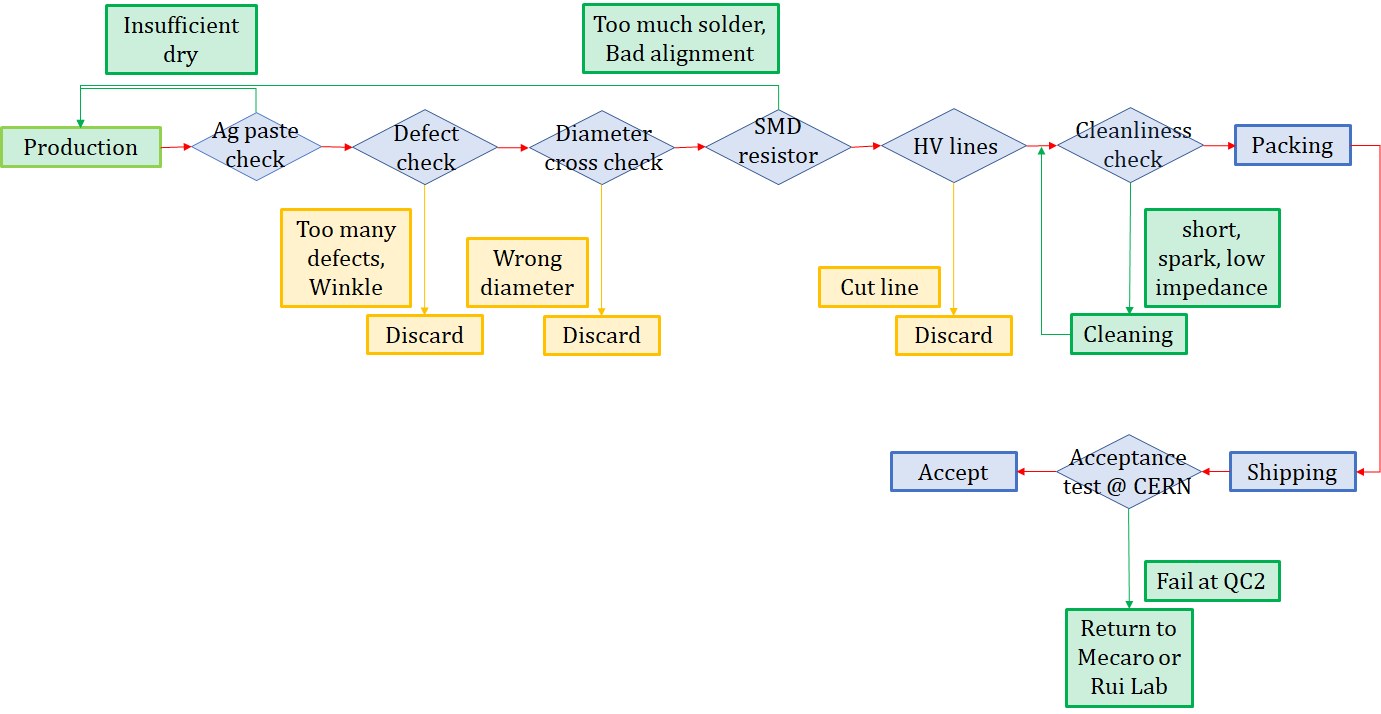 Insufficient
dry
Too much solder,
Bad alignment
Production
Ag paste
check
Defect
check
Diameter
cross check
SMD
resistor
HV lines
Cleanliness
check
Packing
Too many
defects,
Winkle
Discard
Wrong
diameter
Discard
Cut line
Discard
short,
spark, low
impedance
Cleaning
Accept
Acceptance
test @ CERN
Shipping
Fail at QC2
Return to
Mecaro or
Rui Lab